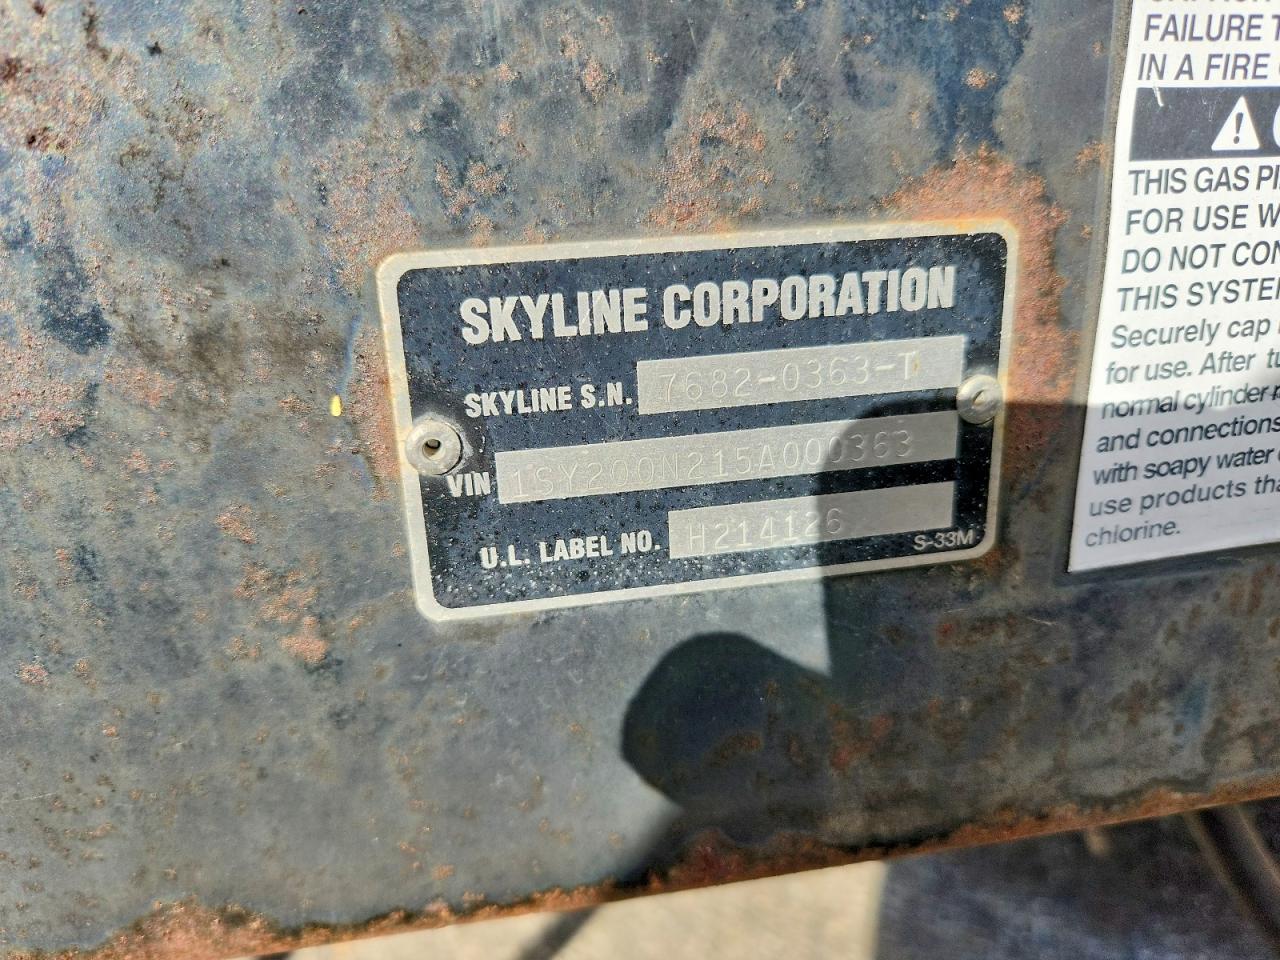 SKYLINE CORPORATION
SKYLINE S.N. 7682-0363-T
VIN 1SY200N215A000363
U.L. LABEL NO. H214126
S-33M
FAILURE T
IN A FIRE
THIS GAS PI
FOR USE W
DO NOT CON
THIS SYSTE
Securely cap
for use. After tu
normal cylinder
and connections
with soapy water
use products tha
chlorine.